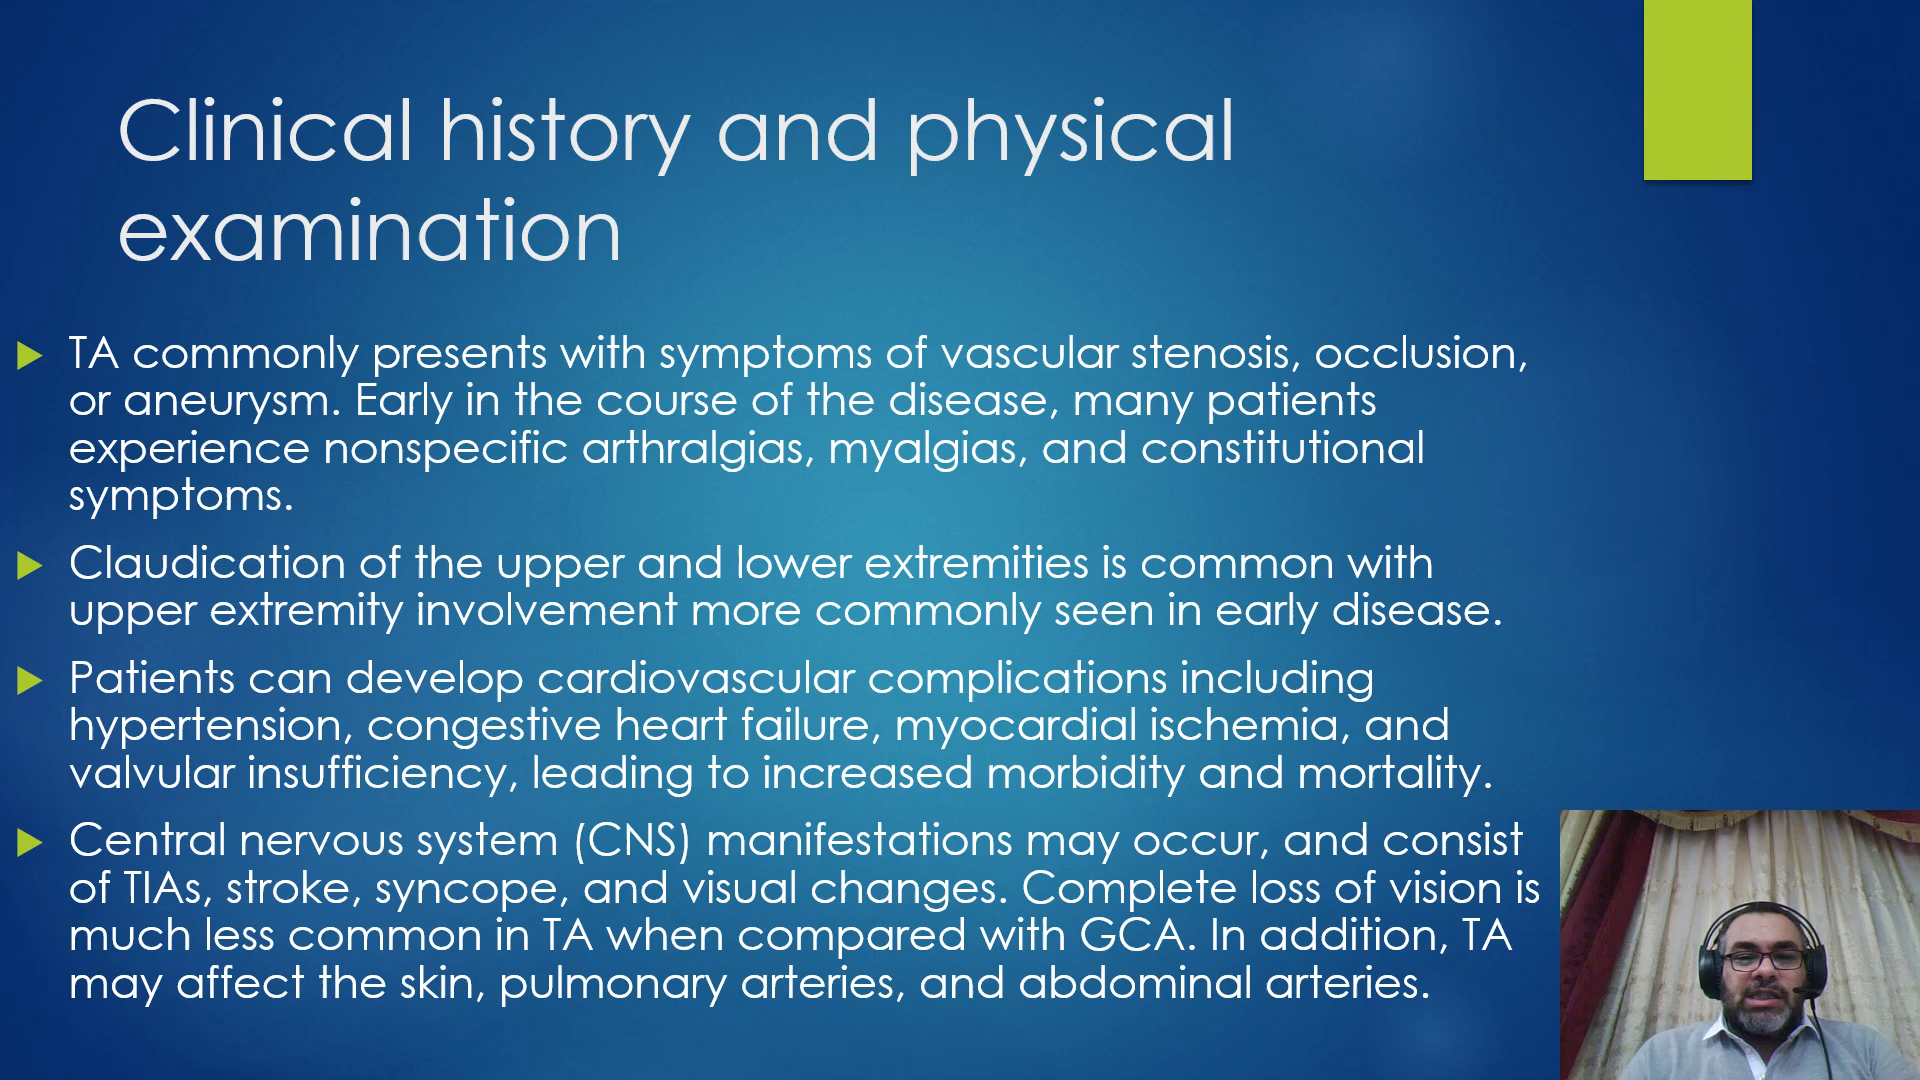 Clinical history and physical
examination
TA commonly presents with symptoms of vascular stenosis, occlusion,
or aneurysm. Early in the course of the disease, many patients
experience nonspecific arthralgias, myalgias, and constitutional
symptoms.
Claudication of the upper and lower extremities is common with
upper extremity involvement more commonly seen in early disease.
Patients can develop cardiovascular complications including
hypertension, congestive heart failure, myocardial ischemia, and
valvular insufficiency, leading to increased morbidity and mortality.
Central nervous system (CNS) manifestations may occur, and consist
of TIAs, stroke, syncope, and visual changes. Complete loss of vision is
much less common in TA when compared with GCA. In addition, TA
may affect the skin, pulmonary arteries, and abdominal arteries.